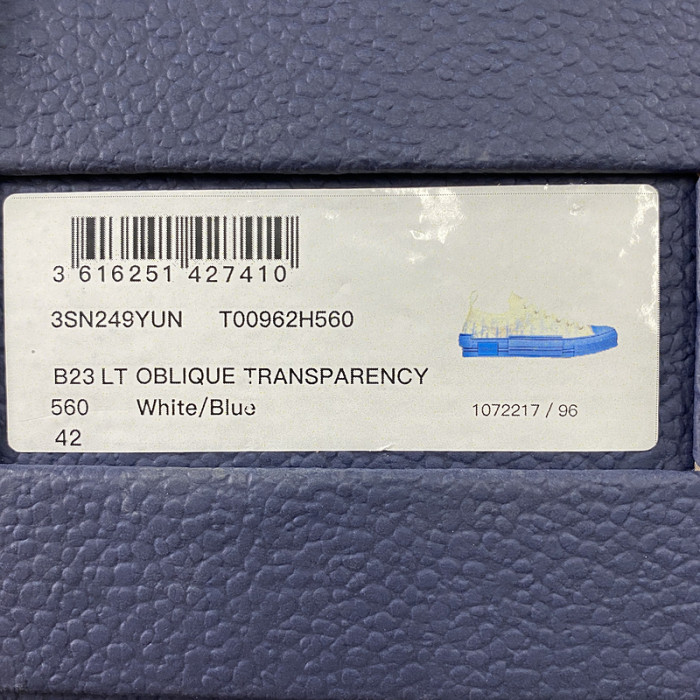 3 616251 427410
3SN249YUN T00962H560
B23 LT OBLIQUE TRANSPARENCY
560 White/Blue
1072217 / 96
42